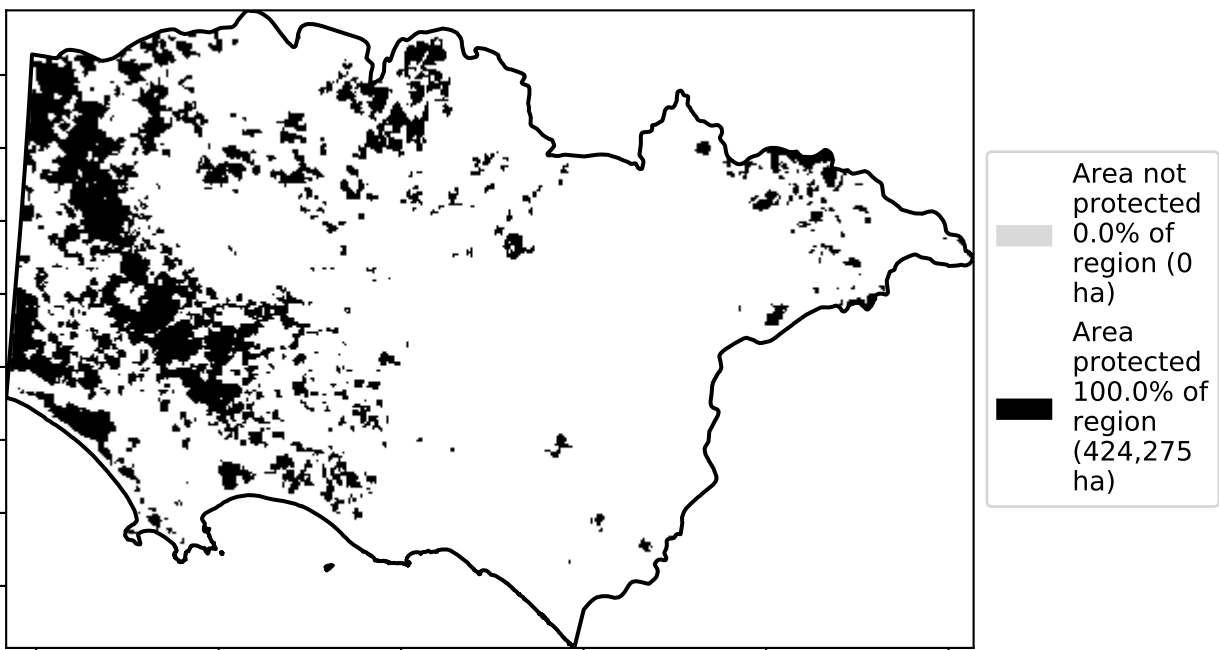 Area not
protected
0.0% of
region (0
ha)
Area
protected
100.0% of
region
(424,275
ha)